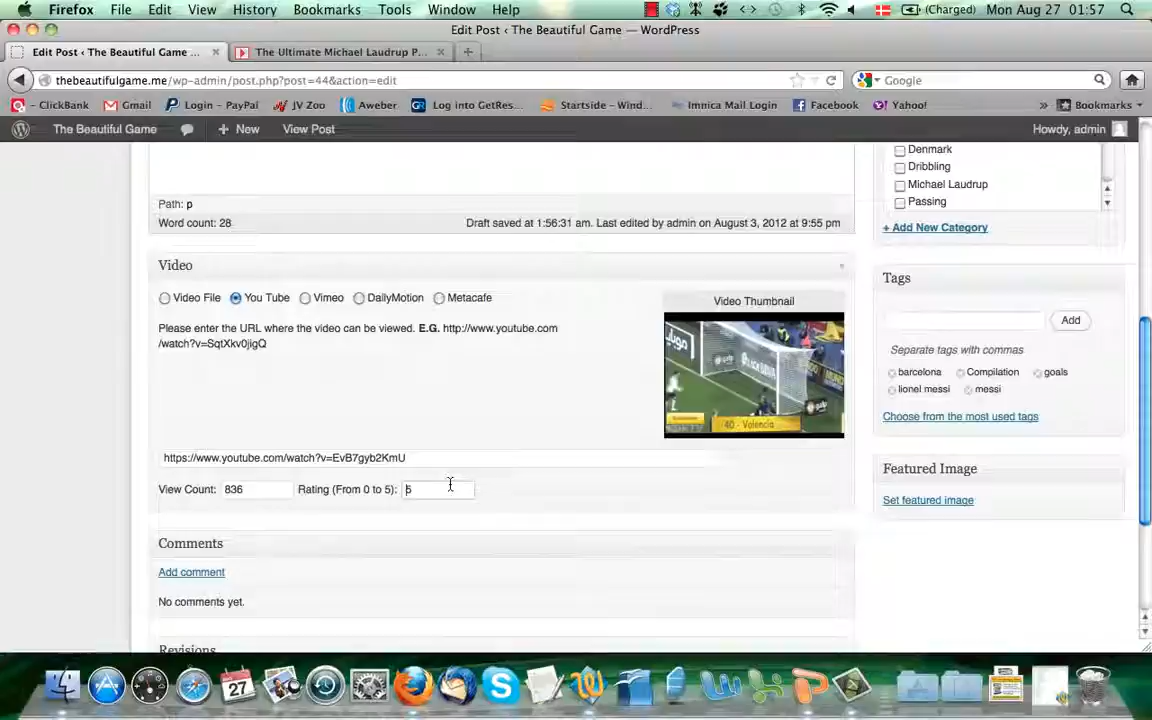 Firefox File Edit View History Bookmarks Tools Window Help (Charged) Mon Aug 27 01:57
Edit Post ‹ The Beautiful Game — WordPress
Edit Post ‹ The Beautiful Game ... The Ultimate Michael Laudrup P...
thebeautifulgame.me/wp-admin/post.php?post=44&action=edit Google
- ClickBank Gmail Login - PayPal JV Zoo Aweber Log into GetRes... Startside - Wind... Imnica Mail Login Facebook Yahoo! » Bookmarks
The Beautiful Game + New View Post Howdy, admin
Denmark
Dribbling
Michael Laudrup
Passing
Path: p
Word count: 28 Draft saved at 1:56:31 am. Last edited by admin on August 3, 2012 at 9:55 pm
+ Add New Category
Video
Video File You Tube Vimeo DailyMotion Metacafe
Video Thumbnail
Please enter the URL where the video can be viewed. E.G. http://www.youtube.com
/watch?v=SqtXkv0jigQ
40 - Valencia
https://www.youtube.com/watch?v=EvB7gyb2KmU
View Count: 836 Rating (From 0 to 5): 5
Tags
Add
Separate tags with commas
barcelona Compilation goals
lionel messi messi
Choose from the most used tags
Featured Image
Set featured image
Comments
Add comment
No comments yet.
Revisions
27